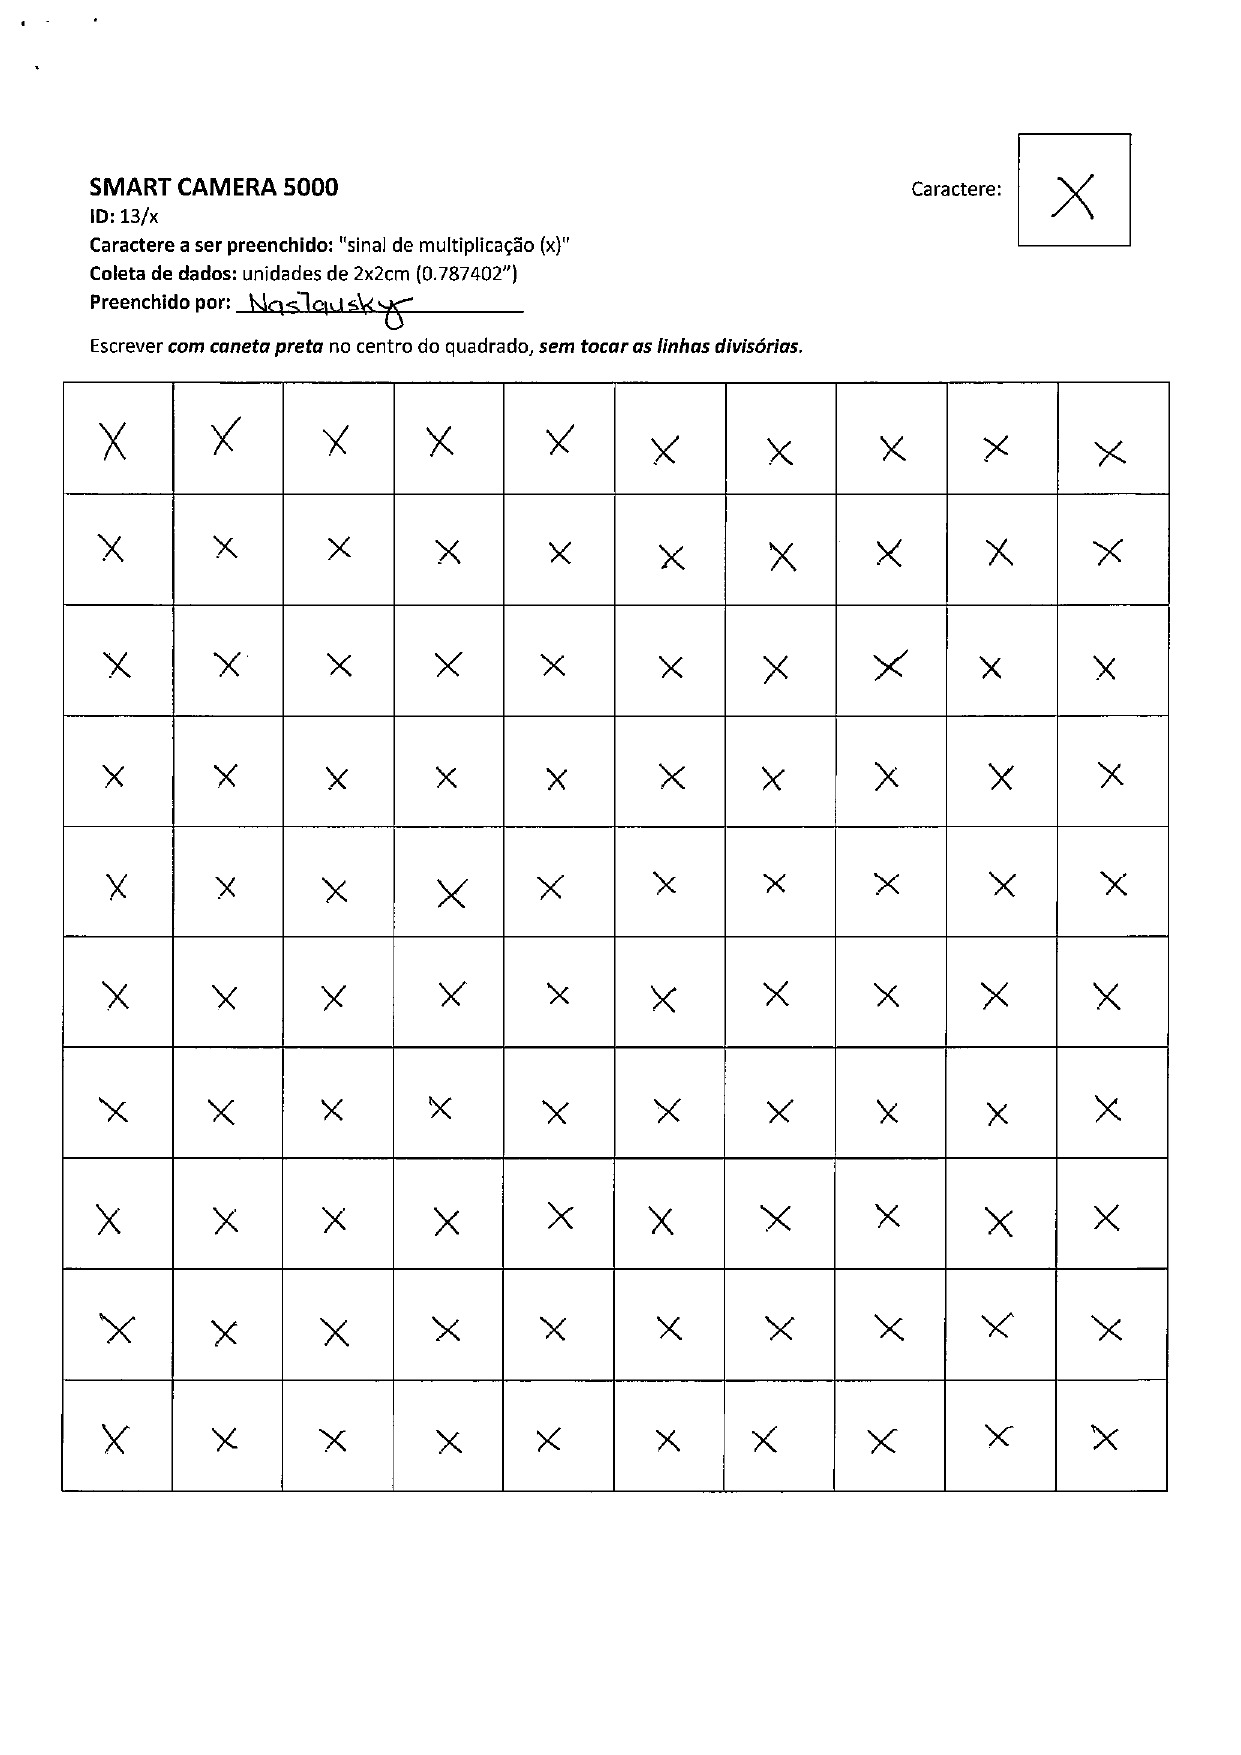 SMART CAMERA 5000
Caractere: X
ID: 13/x
Caractere a ser preenchido: "sinal de multiplicação (x)"
Coleta de dados: unidades de 2x2cm (0.787402")
Preenchido por: Naslausky
Escrever com caneta preta no centro do quadrado, sem tocar as linhas divisórias.
X X X X X X X X X X
X X X X X X X X X X
X X X X X X X X X X
X X X X X X X X X X
X X X X X X X X X X
X X X X X X X X X X
X X X X X X X X X X
X X X X X X X X X X
X X X X X X X X X X
X X X X X X X X X X